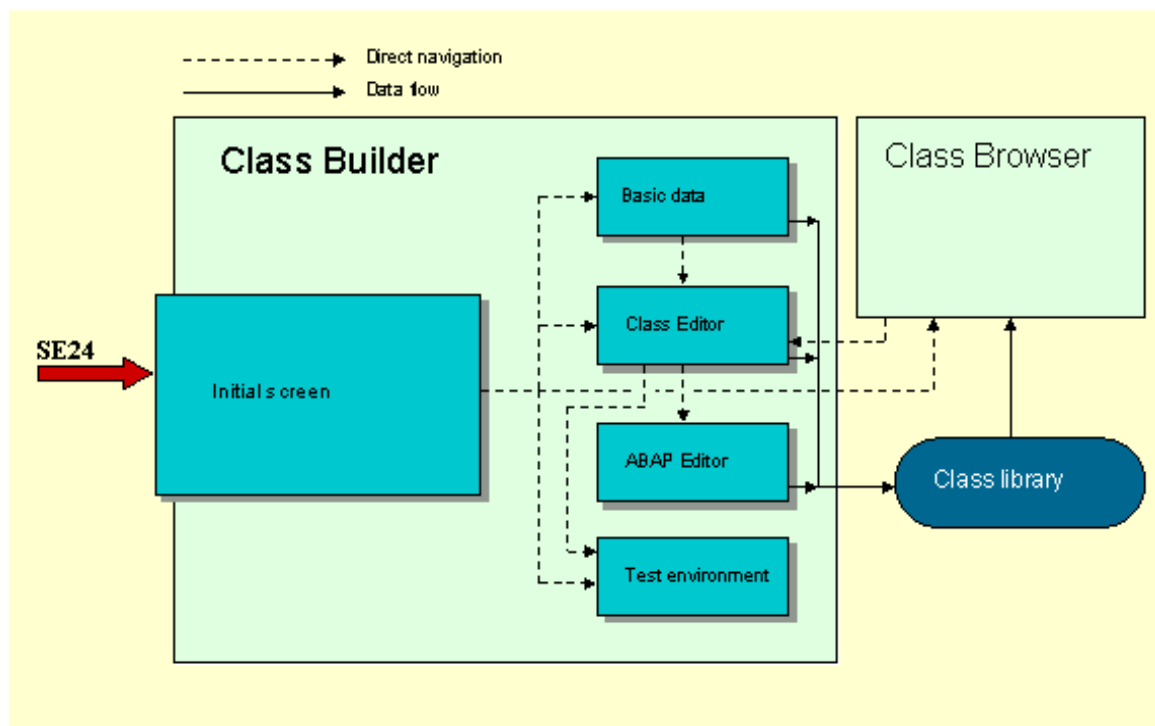 Direct navigation
Data flow
Class Builder
Class Browser
Basic data
Class Editor
SE24
Initial screen
ABAP Editor
Class library
Test environment